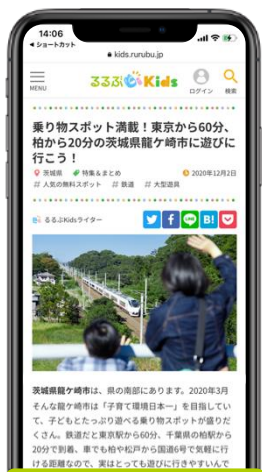 14:06
◀ ショートカット
kids.rurubu.jp
MENU
るるぶKids
ログイン
検索
乗り物スポット満載！東京から60分、
柏から20分の茨城県龍ケ崎市に遊びに
行こう！
茨城県
特集＆まとめ
2020年12月2日
人気の無料スポット
鉄道
大型遊具
るるぶKidsライター
B!
茨城県龍ケ崎市は、県の南部にあります。2020年3月
そんな龍ケ崎市は「子育て環境日本一」を目指してい
て、子どもとたっぷり遊べる乗り物スポットが盛りだ
くさん。鉄道だと東京駅から60分、千葉県の柏駅から
20分で到着、車でも柏や松戸から国道6号で気軽に行
ける距離なので、実はとっても遊びに行きやすいんで